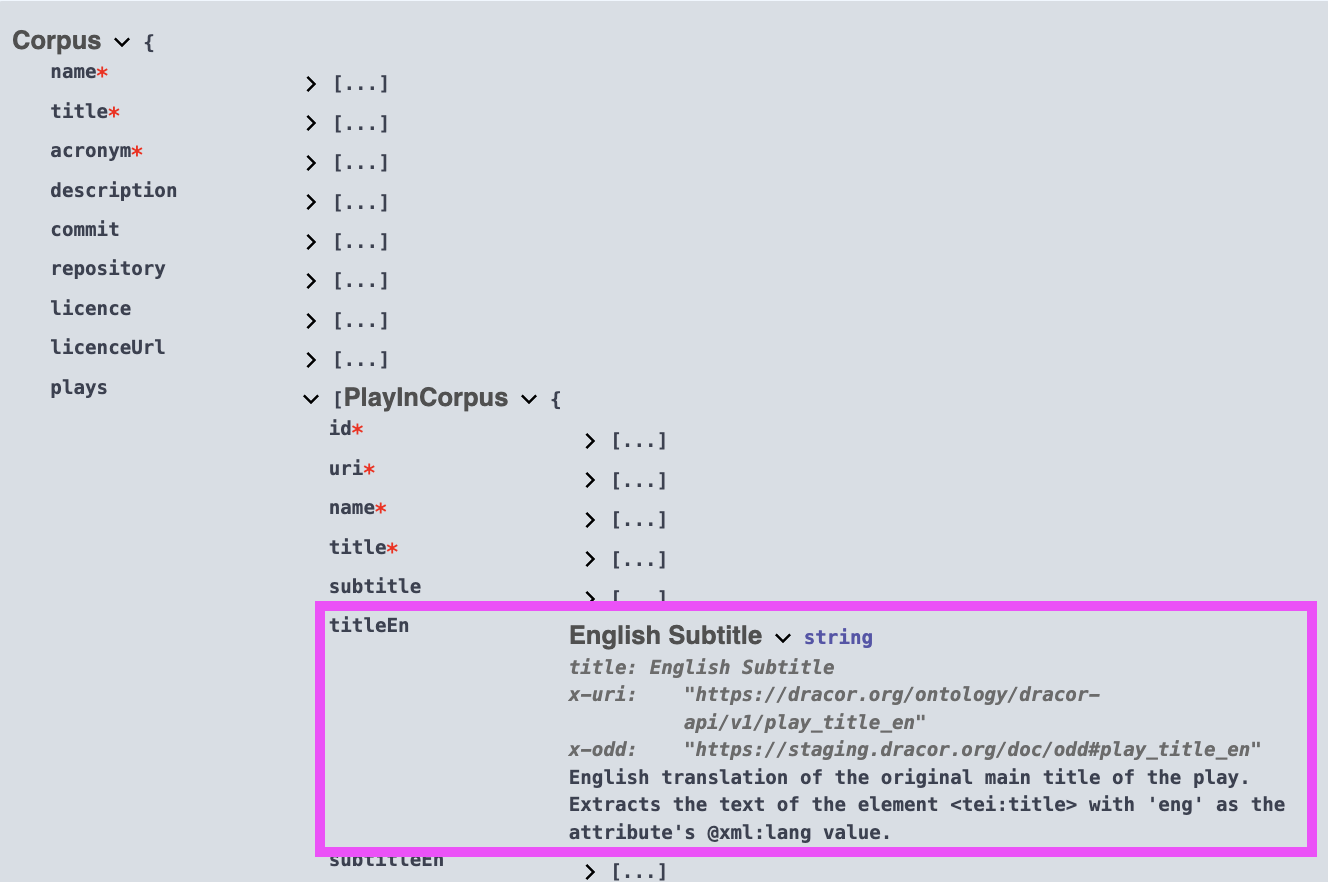 Corpus {
name* [...]
title* [...]
acronym* [...]
description [...]
commit [...]
repository [...]
licence [...]
licenceUrl [...]
plays [PlayInCorpus {
id* [...]
uri* [...]
name* [...]
title* [...]
subtitle [...]
titleEn English Subtitle string
title: English Subtitle
x-uri: "https://dracor.org/ontology/dracor-
api/v1/play_title_en"
x-odd: "https://staging.dracor.org/doc/odd#play_title_en"
English translation of the original main title of the play.
Extracts the text of the element <tei:title> with 'eng' as the
attribute's @xml:lang value.
subtitleEn [...]